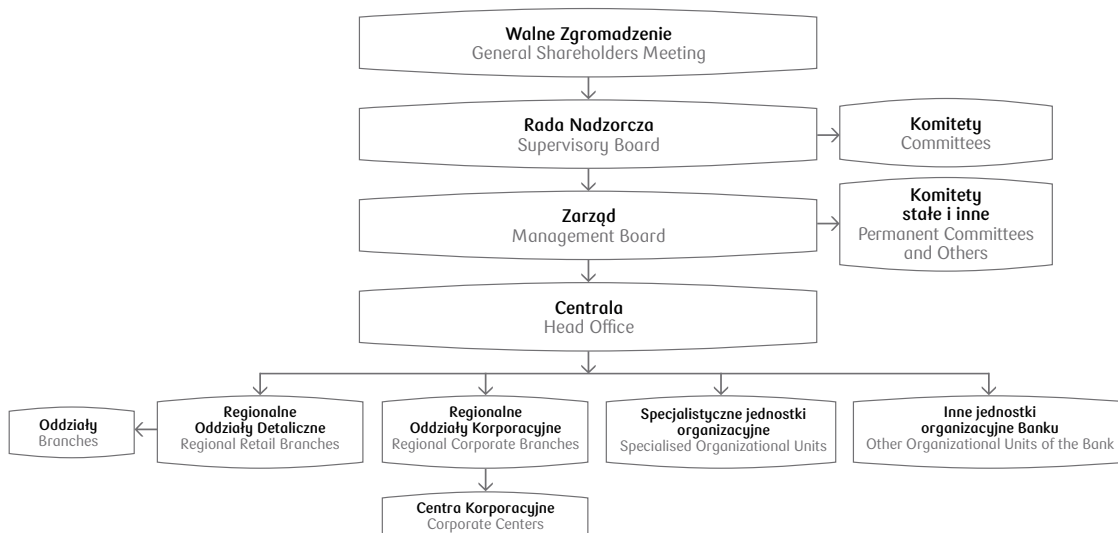 Walne Zgromadzenie
General Shareholders Meeting
Rada Nadzorcza
Supervisory Board
Komitety
Committees
Zarząd
Management Board
Komitety
stałe i inne
Permanent Committees
and Others
Centrala
Head Office
Oddziały
Branches
Regionalne
Oddziały Detaliczne
Regional Retail Branches
Regionalne
Oddziały Korporacyjne
Regional Corporate Branches
Specjalistyczne jednostki
organizacyjne
Specialised Organizational Units
Inne jednostki
organizacyjne Banku
Other Organizational Units of the Bank
Centra Korporacyjne
Corporate Centers